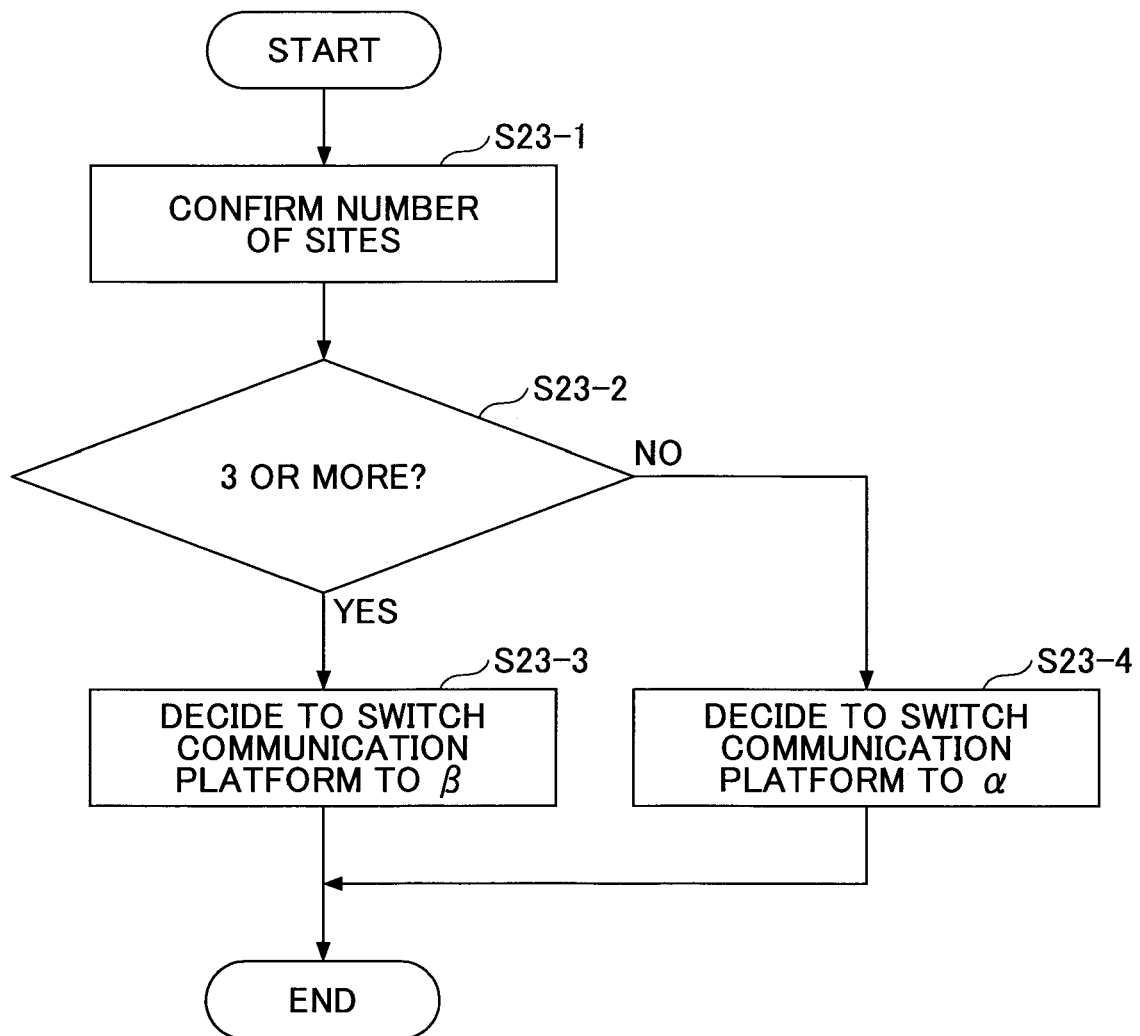 START
S23-1
CONFIRM NUMBER
OF SITES
S23-2
3 OR MORE?
NO
YES
S23-3
DECIDE TO SWITCH
COMMUNICATION
PLATFORM TO β
S23-4
DECIDE TO SWITCH
COMMUNICATION
PLATFORM TO α
END